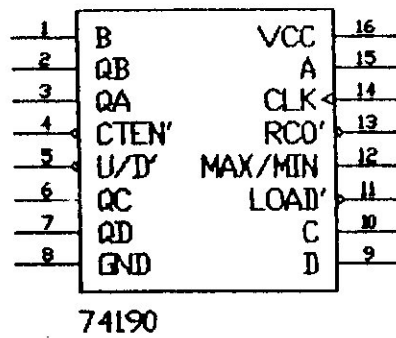 1 B VCC 16
2 QB A 15
3 QA CLK 14
4 CTEN' RCO' 13
5 U/D' MAX/MIN 12
6 QC LOAD' 11
7 QD C 10
8 GND D 9
74190